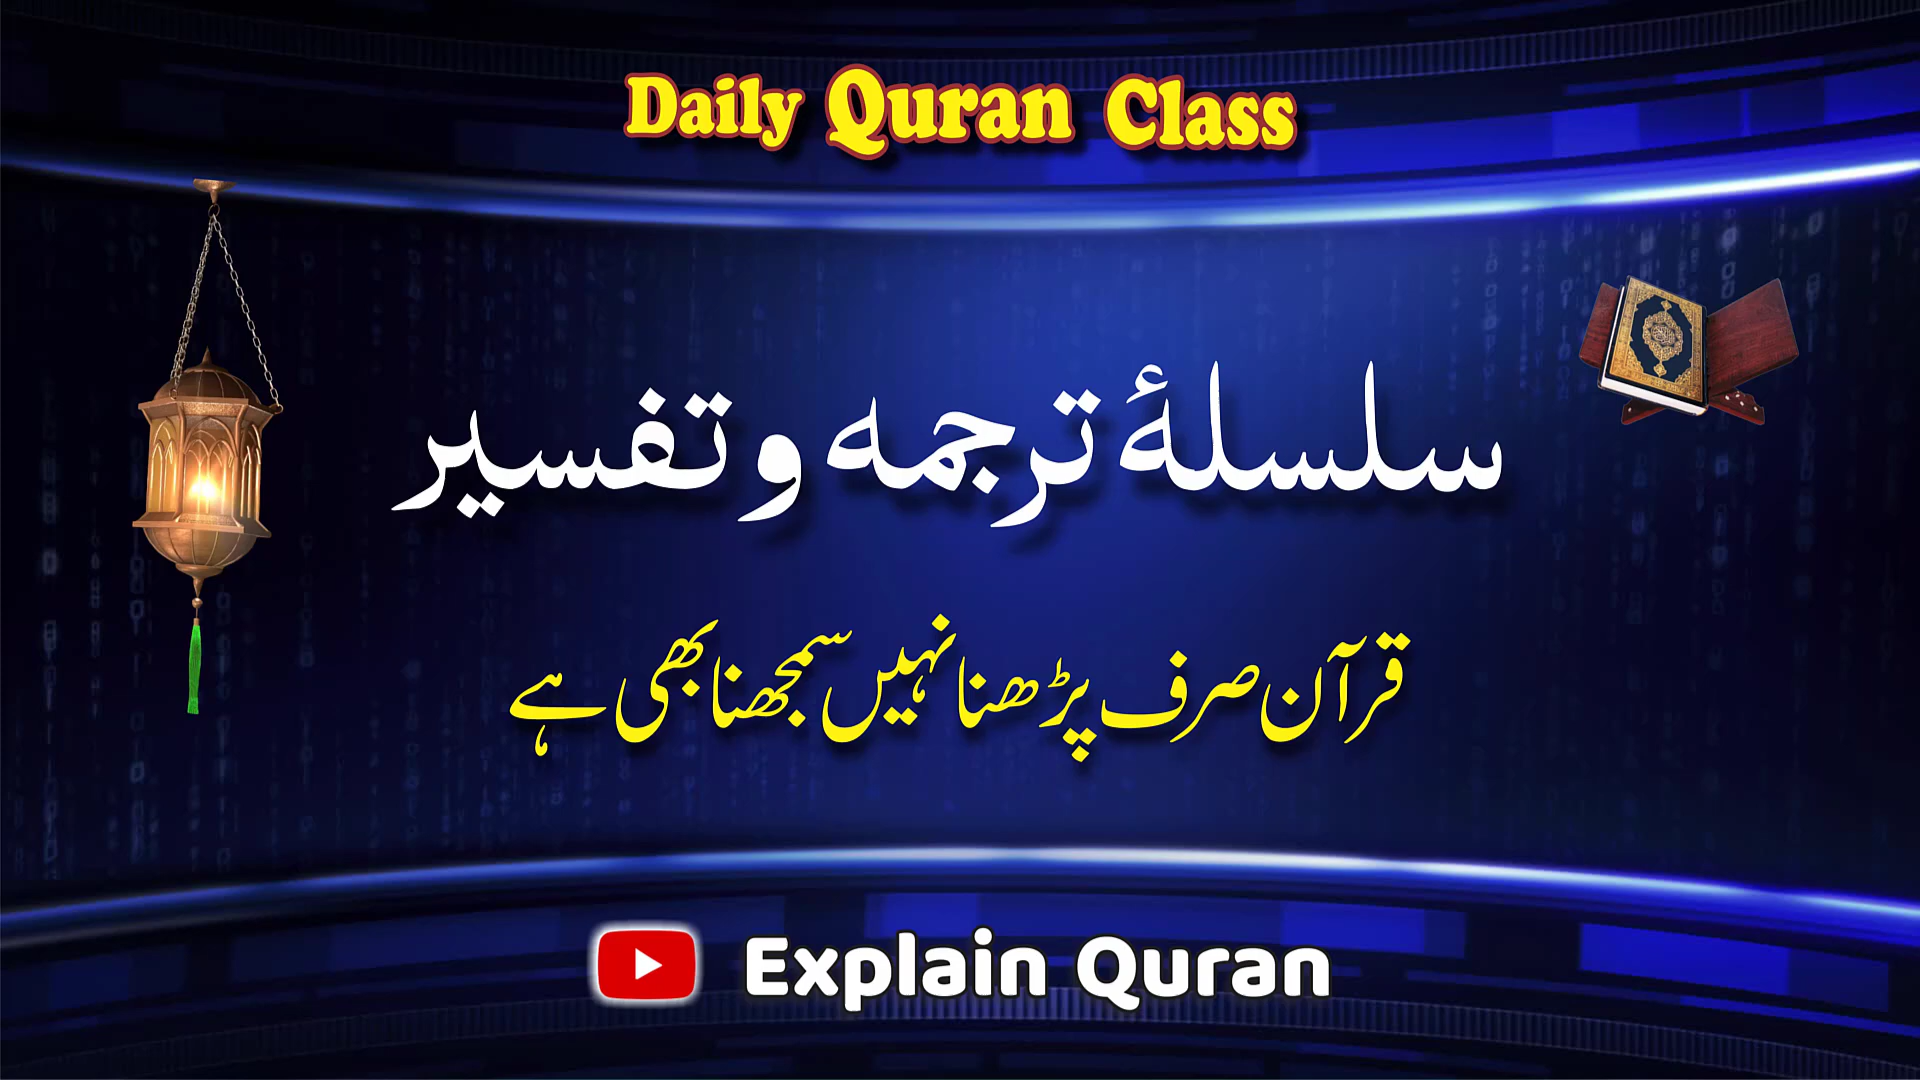 Daily Quran Class
سلسلۂ ترجمہ و تفسیر
قرآن صرف پڑھنا نہیں سمجھنا بھی ہے
Explain Quran